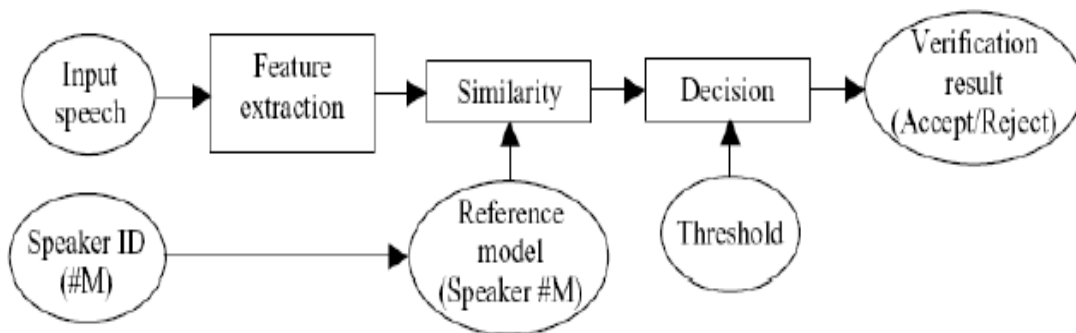 Input
speech
Feature
extraction
Similarity
Decision
Verification
result
(Accept/Reject)
Speaker ID
(#M)
Reference
model
(Speaker #M)
Threshold